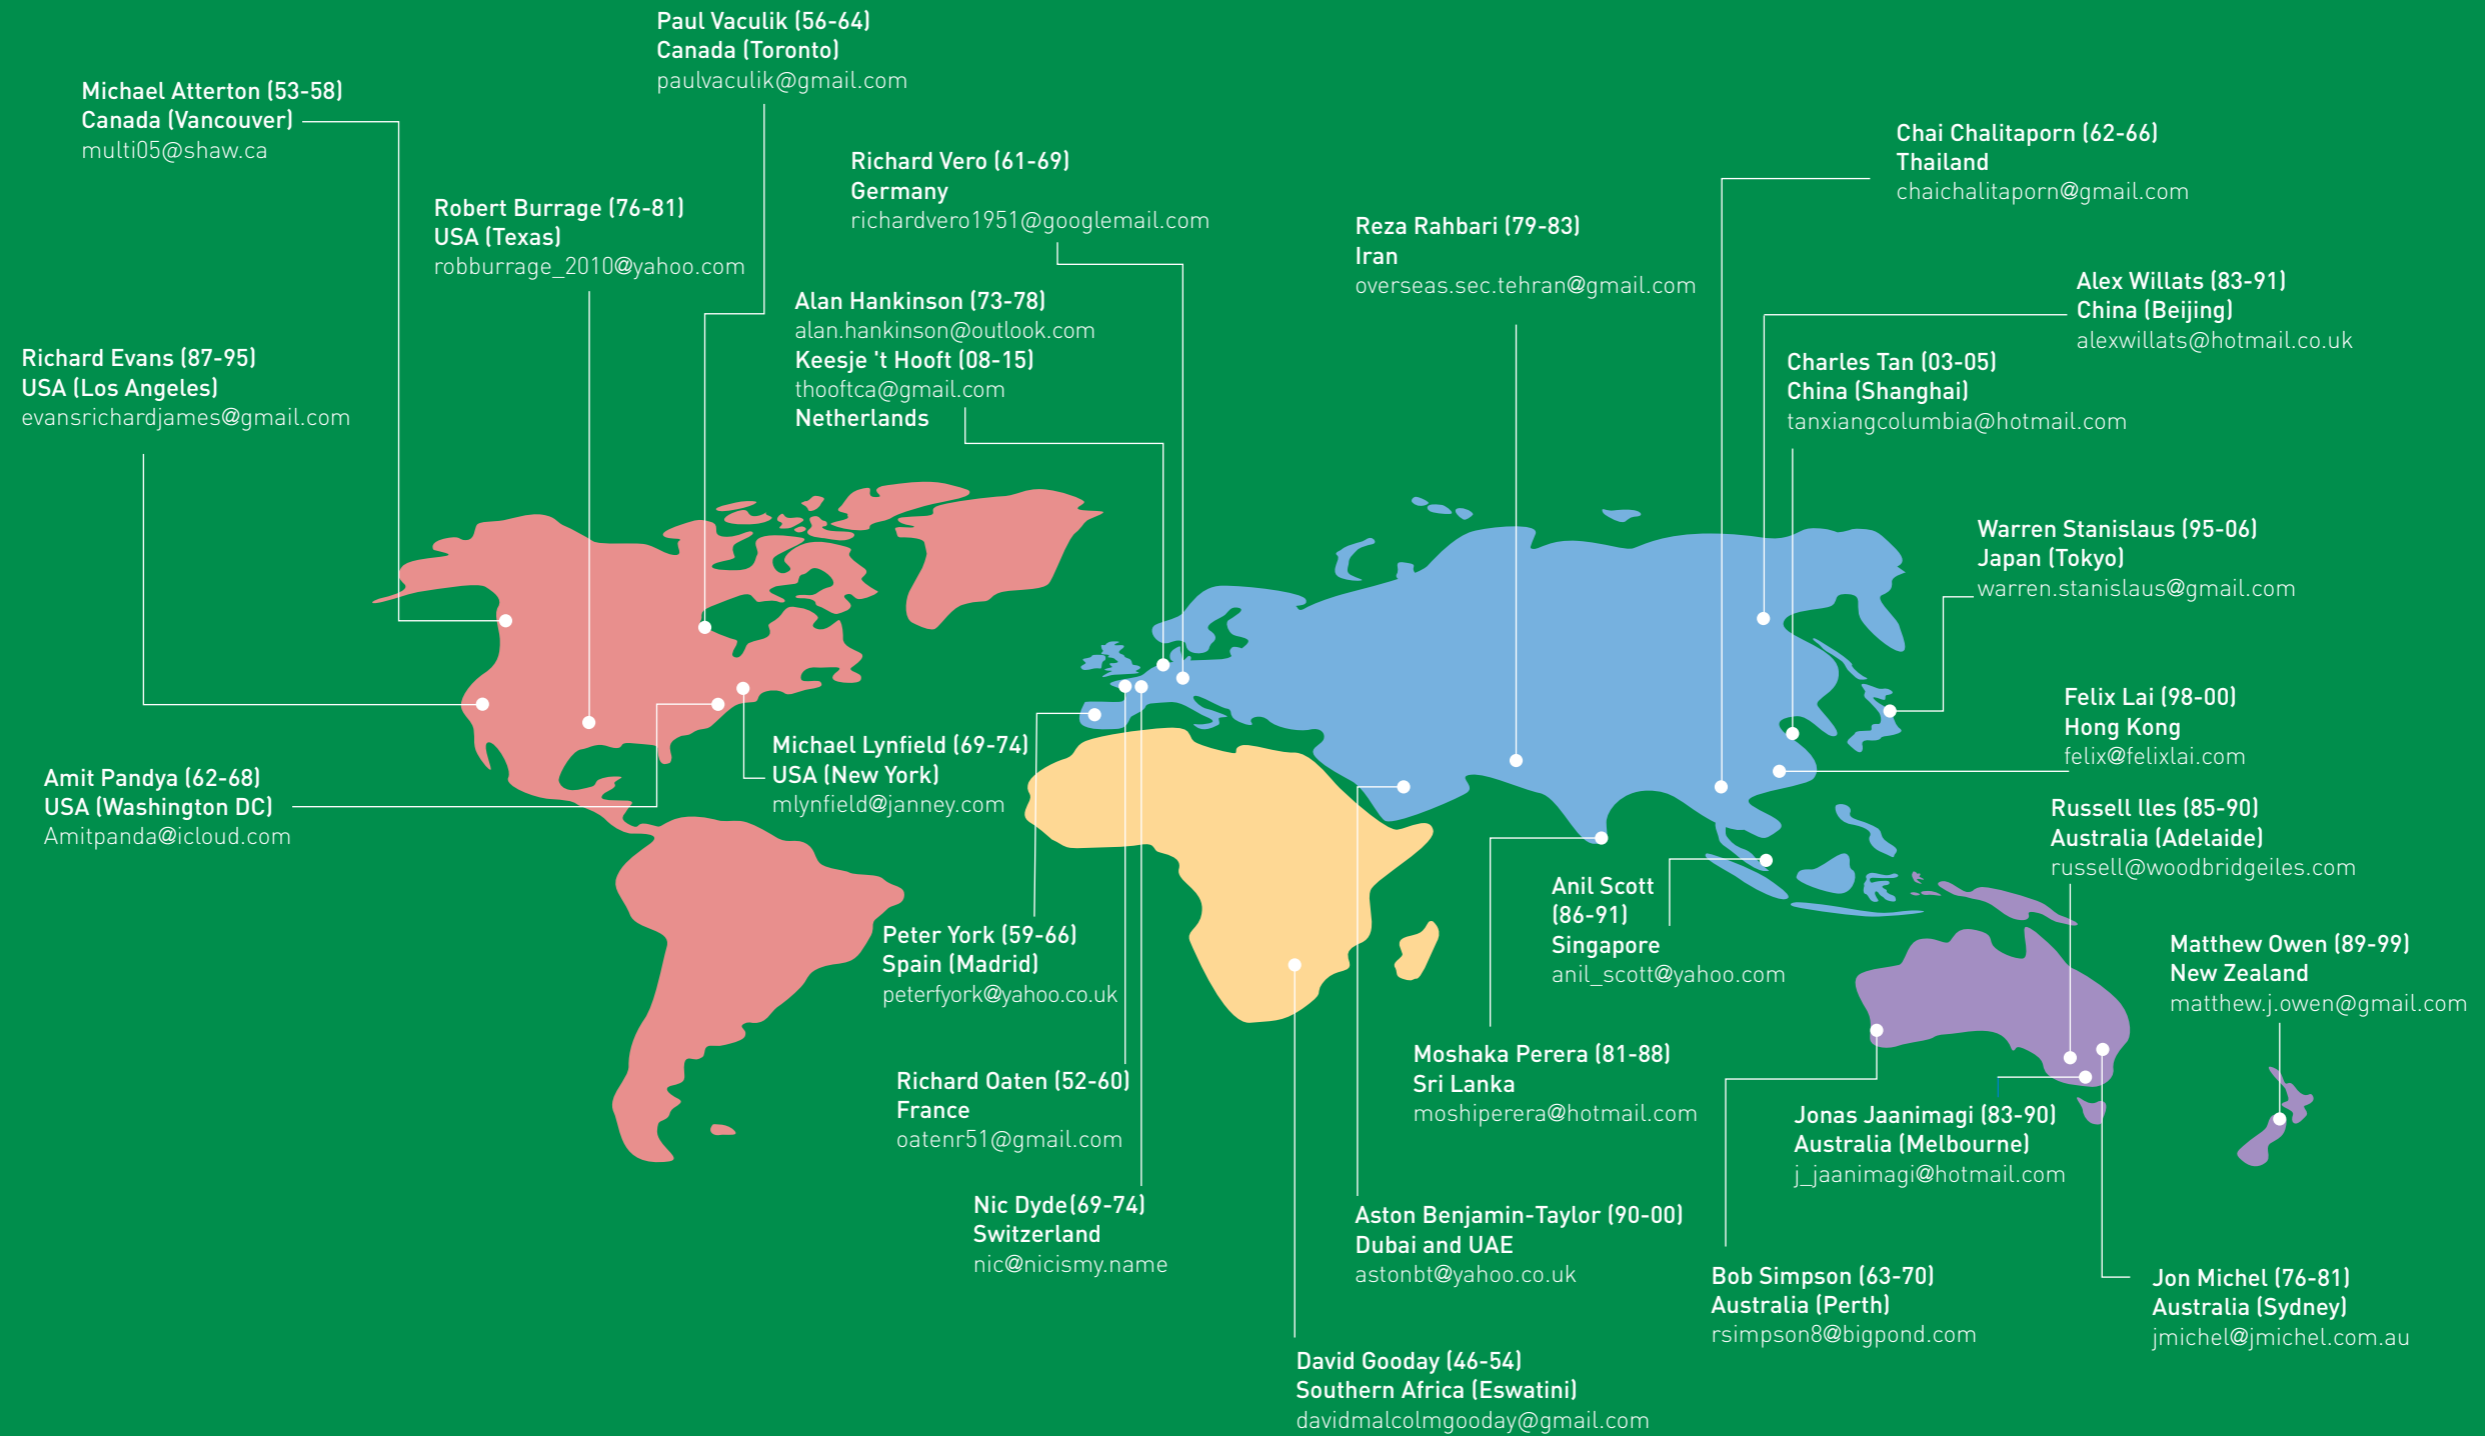 Paul Vaculik (56-64)
Canada (Toronto)
paulvaculik@gmail.com
Michael Atterton (53-58)
Canada (Vancouver)
multi05@shaw.ca
Richard Vero (61-69)
Germany
richardvero1951@googlemail.com
Chai Chalitaporn (62-66)
Thailand
chaichalitaporn@gmail.com
Robert Burrage (76-81)
USA (Texas)
robburrage_2010@yahoo.com
Reza Rahbari (79-83)
Iran
overseas.sec.tehran@gmail.com
Alan Hankinson (73-78)
alan.hankinson@outlook.com
Keesje 't Hooft (08-15)
thooftca@gmail.com
Netherlands
Alex Willats (83-91)
China (Beijing)
alexwillats@hotmail.co.uk
Richard Evans (87-95)
USA (Los Angeles)
evansrichardjames@gmail.com
Charles Tan (03-05)
China (Shanghai)
tanxiangcolumbia@hotmail.com
Warren Stanislaus (95-06)
Japan (Tokyo)
warren.stanislaus@gmail.com
Felix Lai (98-00)
Hong Kong
felix@felixlai.com
Michael Lynfield (69-74)
USA (New York)
mlynfield@janney.com
Amit Pandya (62-68)
USA (Washington DC)
Amitpanda@icloud.com
Russell lles (85-90)
Australia (Adelaide)
russell@woodbridgeiles.com
Anil Scott
(86-91)
Singapore
anil_scott@yahoo.com
Peter York (59-66)
Spain (Madrid)
peterfyork@yahoo.co.uk
Matthew Owen (89-99)
New Zealand
matthew.j.owen@gmail.com
Moshaka Perera (81-88)
Sri Lanka
moshiperera@hotmail.com
Richard Oaten (52-60)
France
oatenr51@gmail.com
Jonas Jaanimagi (83-90)
Australia (Melbourne)
j_jaanimagi@hotmail.com
Nic Dyde(69-74)
Switzerland
nic@nicismy.name
Aston Benjamin-Taylor (90-00)
Dubai and UAE
astonbt@yahoo.co.uk
Bob Simpson (63-70)
Australia (Perth)
rsimpson8@bigpond.com
Jon Michel (76-81)
Australia (Sydney)
jmichel@jmichel.com.au
David Gooday (46-54)
Southern Africa (Eswatini)
davidmalcolmgooday@gmail.com